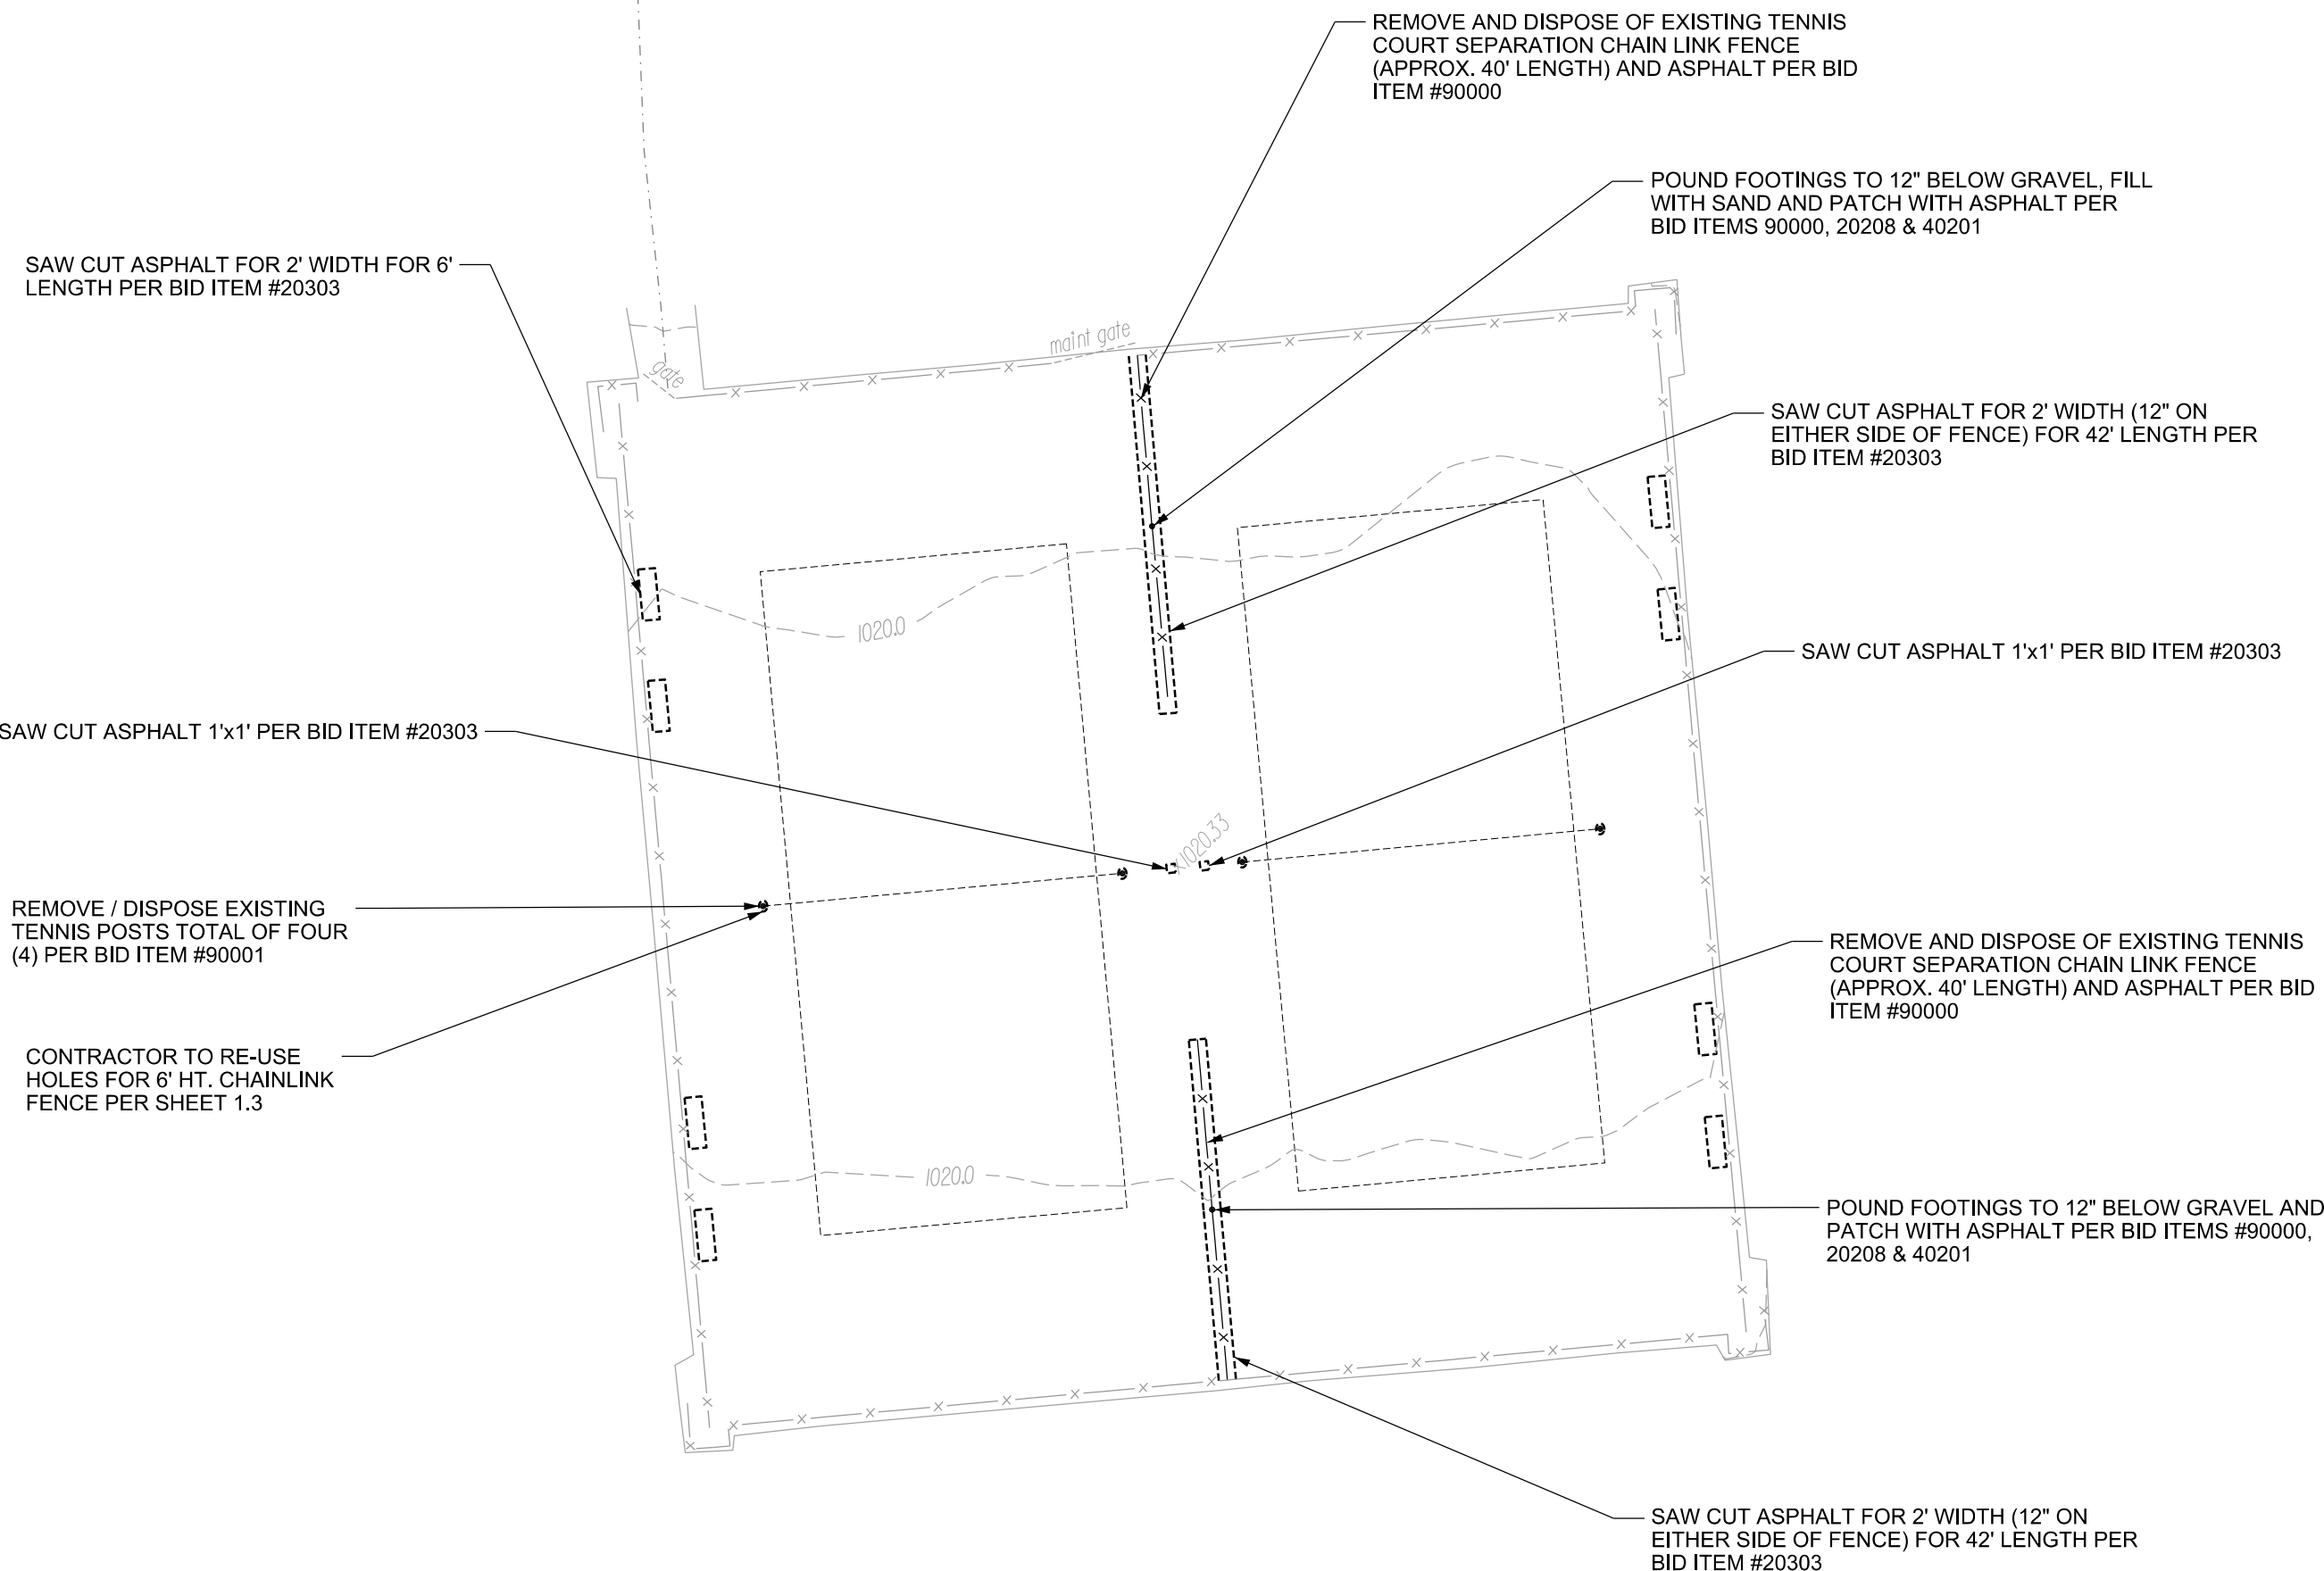 REMOVE AND DISPOSE OF EXISTING TENNIS
COURT SEPARATION CHAIN LINK FENCE
(APPROX. 40' LENGTH) AND ASPHALT PER BID
ITEM #90000
POUND FOOTINGS TO 12" BELOW GRAVEL, FILL
WITH SAND AND PATCH WITH ASPHALT PER
BID ITEMS 90000, 20208 & 40201
SAW CUT ASPHALT FOR 2' WIDTH FOR 6'
LENGTH PER BID ITEM #20303
maint gate
gate
SAW CUT ASPHALT FOR 2' WIDTH (12" ON
EITHER SIDE OF FENCE) FOR 42' LENGTH PER
BID ITEM #20303
1020.0
SAW CUT ASPHALT 1'x1' PER BID ITEM #20303
SAW CUT ASPHALT 1'x1' PER BID ITEM #20303
x1020.33
REMOVE / DISPOSE EXISTING
TENNIS POSTS TOTAL OF FOUR
(4) PER BID ITEM #90001
REMOVE AND DISPOSE OF EXISTING TENNIS
COURT SEPARATION CHAIN LINK FENCE
(APPROX. 40' LENGTH) AND ASPHALT PER BID
ITEM #90000
CONTRACTOR TO RE-USE
HOLES FOR 6' HT. CHAINLINK
FENCE PER SHEET 1.3
1020.0
POUND FOOTINGS TO 12" BELOW GRAVEL AND
PATCH WITH ASPHALT PER BID ITEMS #90000,
20208 & 40201
SAW CUT ASPHALT FOR 2' WIDTH (12" ON
EITHER SIDE OF FENCE) FOR 42' LENGTH PER
BID ITEM #20303